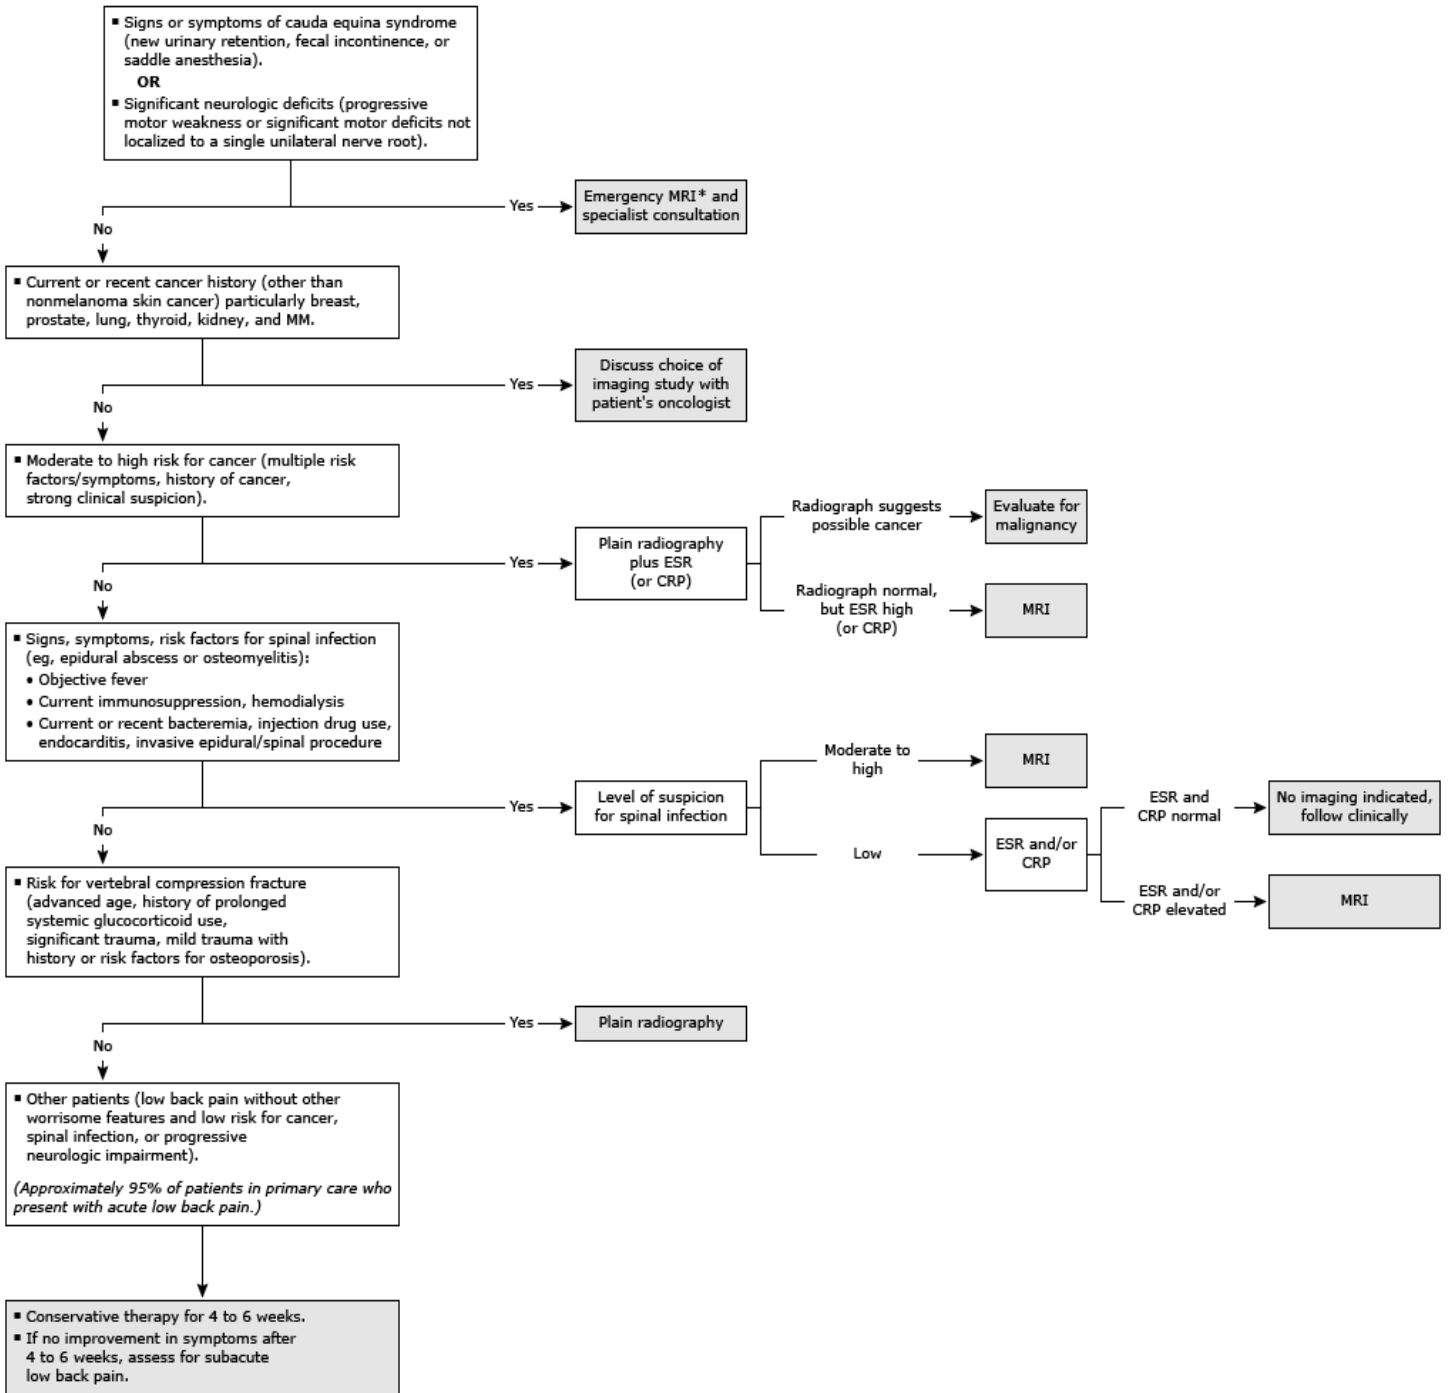 ▪ Signs or symptoms of cauda equina syndrome
(new urinary retention, fecal incontinence, or
saddle anesthesia).
OR
▪ Significant neurologic deficits (progressive
motor weakness or significant motor deficits not
localized to a single unilateral nerve root).
Yes
Emergency MRI* and
specialist consultation
No
▪ Current or recent cancer history (other than
nonmelanoma skin cancer) particularly breast,
prostate, lung, thyroid, kidney, and MM.
Yes
Discuss choice of
imaging study with
patient's oncologist
No
▪ Moderate to high risk for cancer (multiple risk
factors/symptoms, history of cancer,
strong clinical suspicion).
Yes
Plain radiography
plus ESR
(or CRP)
Radiograph suggests
possible cancer
Evaluate for
malignancy
Radiograph normal,
but ESR high
(or CRP)
MRI
No
▪ Signs, symptoms, risk factors for spinal infection
(eg, epidural abscess or osteomyelitis):
• Objective fever
• Current immunosuppression, hemodialysis
• Current or recent bacteremia, injection drug use,
endocarditis, invasive epidural/spinal procedure
Yes
Level of suspicion
for spinal infection
Moderate to
high
MRI
Low
ESR and/or
CRP
ESR and
CRP normal
No imaging indicated,
follow clinically
ESR and/or
CRP elevated
MRI
No
▪ Risk for vertebral compression fracture
(advanced age, history of prolonged
systemic glucocorticoid use,
significant trauma, mild trauma with
history or risk factors for osteoporosis).
Yes
Plain radiography
No
▪ Other patients (low back pain without other
worrisome features and low risk for cancer,
spinal infection, or progressive
neurologic impairment).
(Approximately 95% of patients in primary care who
present with acute low back pain.)
▪ Conservative therapy for 4 to 6 weeks.
▪ If no improvement in symptoms after
4 to 6 weeks, assess for subacute
low back pain.